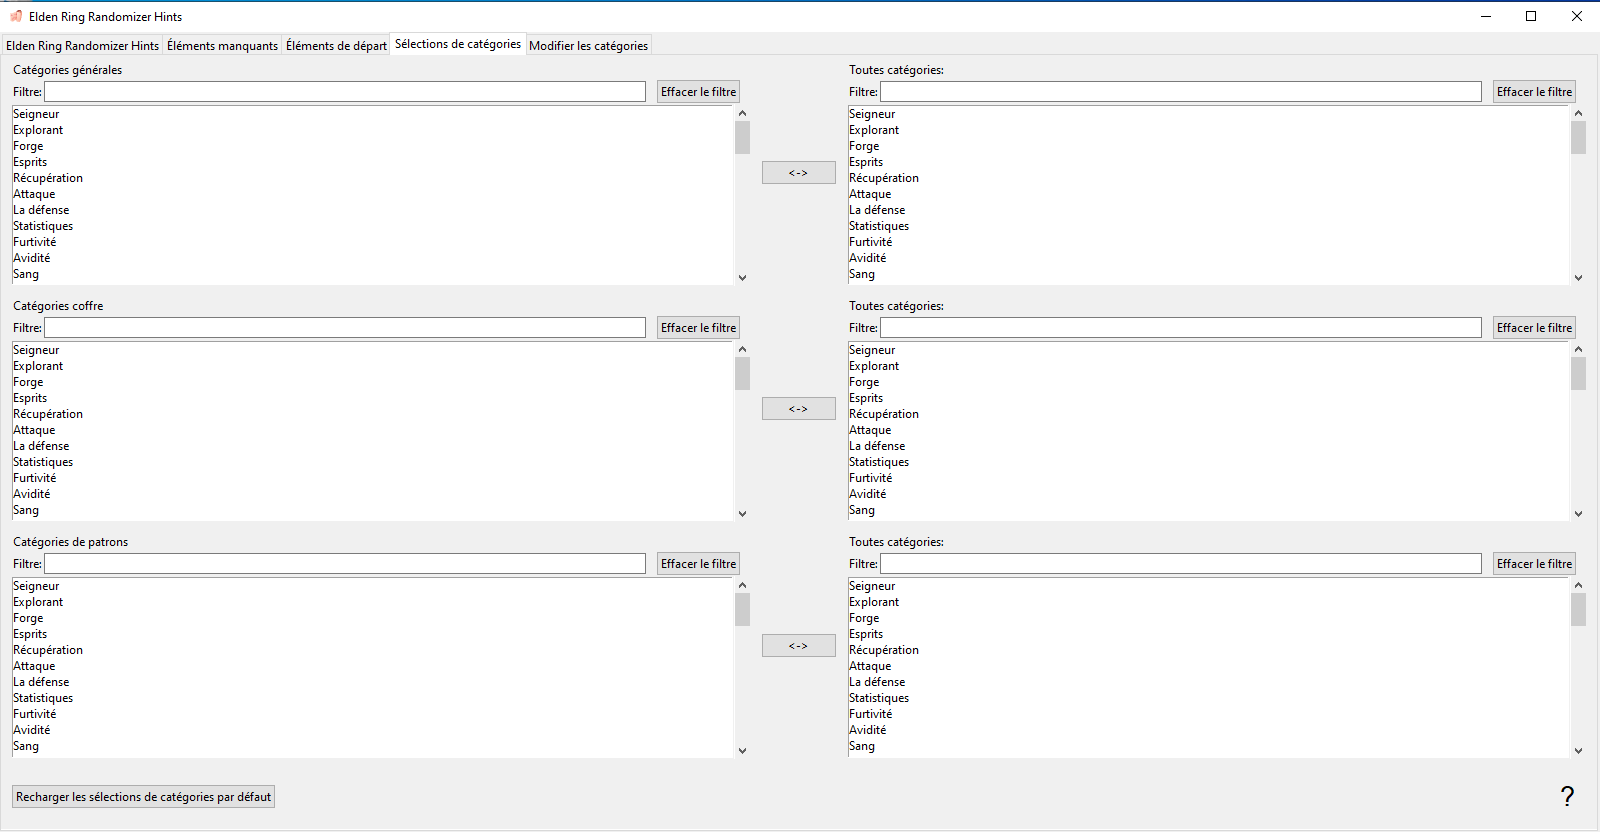 Elden Ring Randomizer Hints
Elden Ring Randomizer Hints Éléments manquants Éléments de départ Sélections de catégories Modifier les catégories
Catégories générales
Filtre: Effacer le filtre
Seigneur
Explorant
Forge
Esprits
Récupération
Attaque
La défense
Statistiques
Furtivité
Avidité
Sang
<->
Toutes catégories:
Filtre: Effacer le filtre
Seigneur
Explorant
Forge
Esprits
Récupération
Attaque
La défense
Statistiques
Furtivité
Avidité
Sang
Catégories coffre
Filtre: Effacer le filtre
Seigneur
Explorant
Forge
Esprits
Récupération
Attaque
La défense
Statistiques
Furtivité
Avidité
Sang
<->
Toutes catégories:
Filtre: Effacer le filtre
Seigneur
Explorant
Forge
Esprits
Récupération
Attaque
La défense
Statistiques
Furtivité
Avidité
Sang
Catégories de patrons
Filtre: Effacer le filtre
Seigneur
Explorant
Forge
Esprits
Récupération
Attaque
La défense
Statistiques
Furtivité
Avidité
Sang
<->
Toutes catégories:
Filtre: Effacer le filtre
Seigneur
Explorant
Forge
Esprits
Récupération
Attaque
La défense
Statistiques
Furtivité
Avidité
Sang
Recharger les sélections de catégories par défaut
?